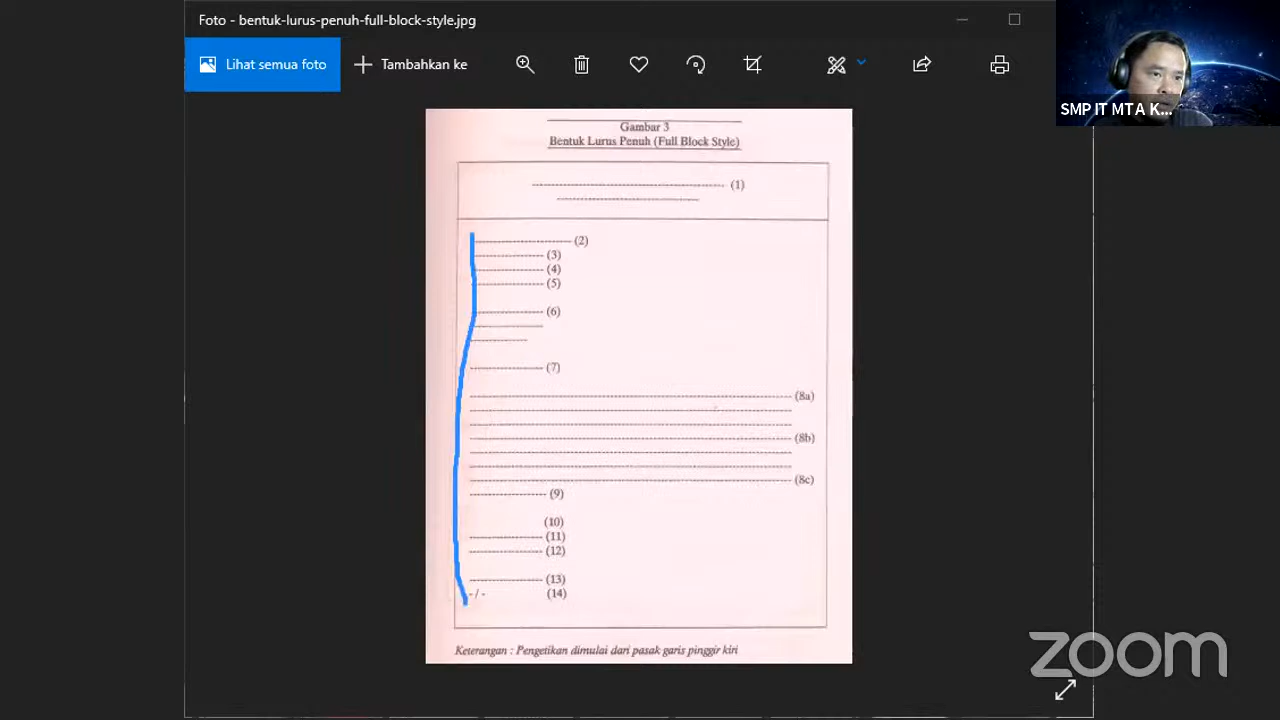 Foto - bentuk-lurus-penuh-full-block-style.jpg
Lihat semua foto
Tambahkan ke
SMP IT MTA K...
Gambar 3
Bentuk Lurus Penuh (Full Block Style)
(1)
(2)
(3)
(4)
(5)
(6)
(7)
(8a)
(8b)
(8c)
(9)
(10)
(11)
(12)
(13)
- / - (14)
Keterangan : Pengetikan dimulai dari pasak garis pinggir kiri
zoom